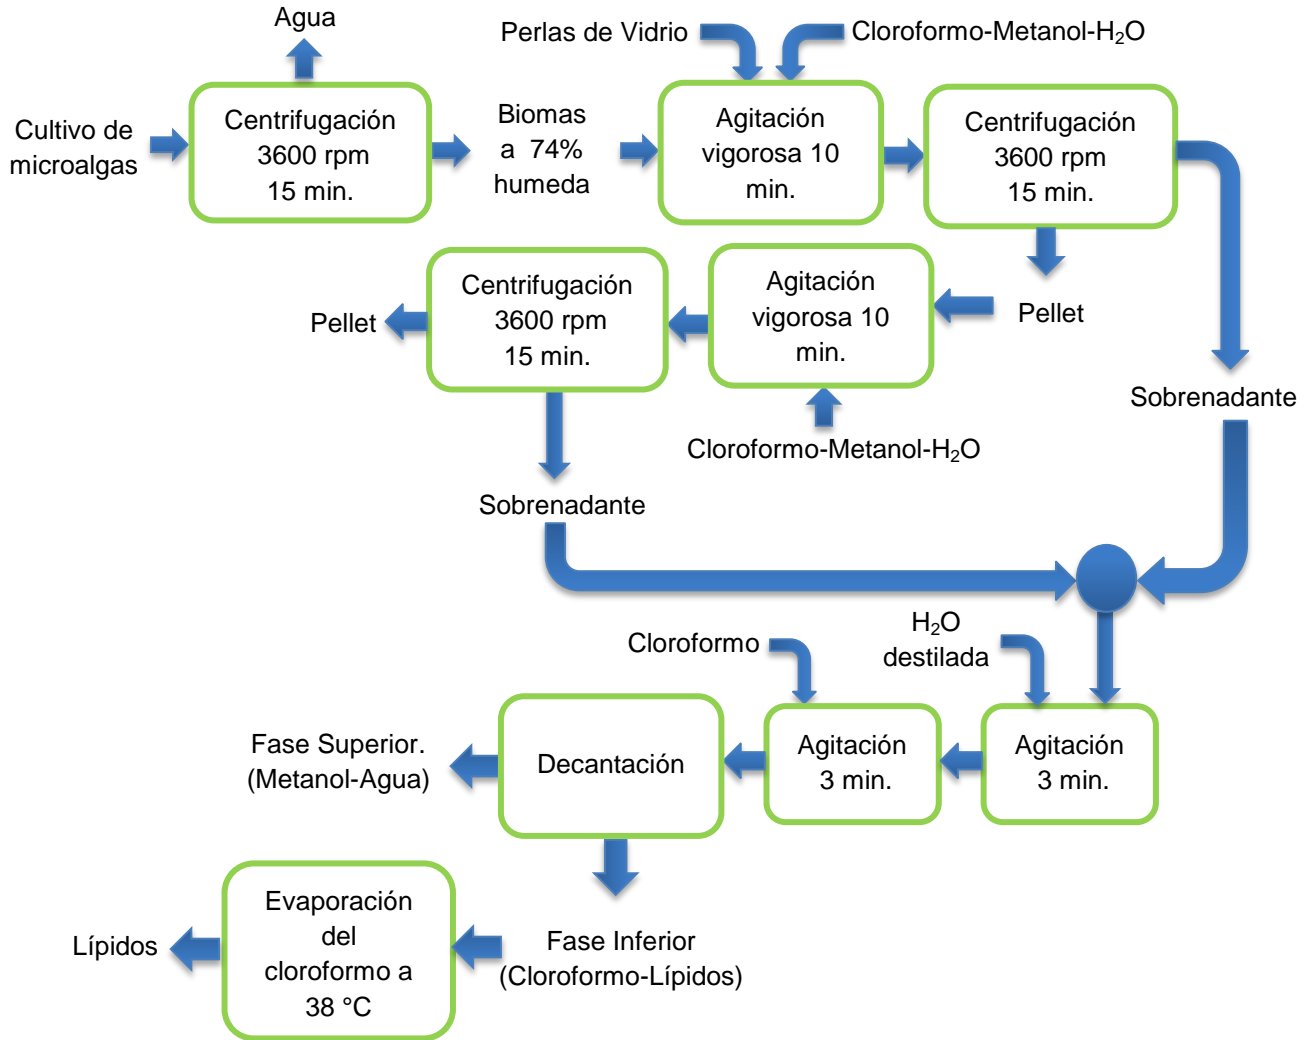 Agua
Perlas de Vidrio
Cloroformo-Metanol-H₂O
Cultivo de
microalgas
Centrifugación
3600 rpm
15 min.
Biomas
a 74%
humeda
Agitación
vigorosa 10
min.
Centrifugación
3600 rpm
15 min.
Pellet
Centrifugación
3600 rpm
15 min.
Agitación
vigorosa 10
min.
Pellet
Sobrenadante
Cloroformo-Metanol-H₂O
Sobrenadante
Cloroformo
H₂O
destilada
Fase Superior.
(Metanol-Agua)
Decantación
Agitación
3 min.
Agitación
3 min.
Lípidos
Evaporación
del
cloroformo a
38 °C
Fase Inferior
(Cloroformo-Lípidos)